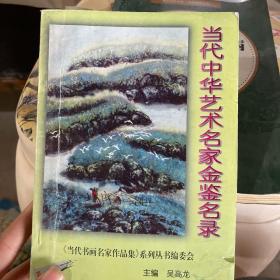 当代中华艺术名家金鉴名录
《当代书画名家作品集》系列丛书编委会
主编 吴高龙